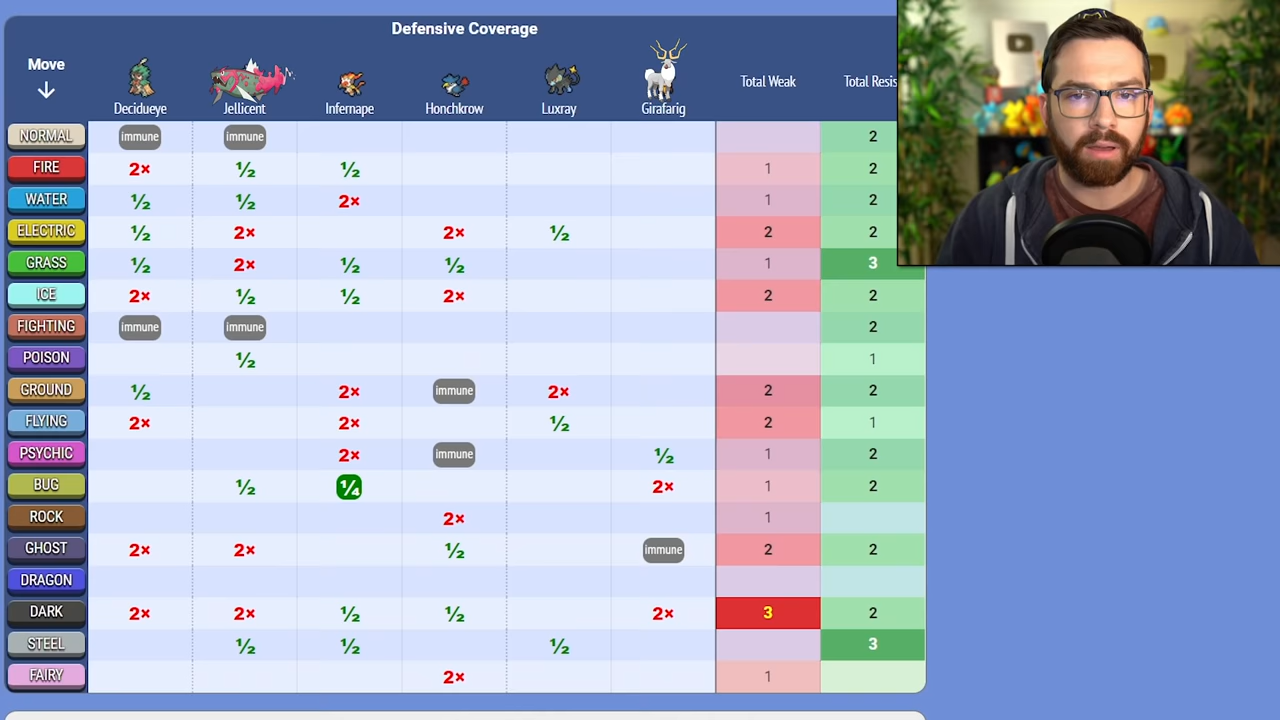 Defensive Coverage
Move
Decidueye Jellicent Infernape Honchkrow Luxray Girafarig Total Weak Total Resis
NORMAL immune immune 2
FIRE 2× ½ ½ 1 2
WATER ½ ½ 2× 1 2
ELECTRIC ½ 2× 2× ½ 2 2
GRASS ½ 2× ½ ½ 1 3
ICE 2× ½ ½ 2× 2 2
FIGHTING immune immune 2
POISON ½ 1
GROUND ½ 2× immune 2× 2 2
FLYING 2× 2× ½ 2 1
PSYCHIC 2× immune ½ 1 2
BUG ½ ¼ 2× 1 2
ROCK 2× 1
GHOST 2× 2× ½ immune 2 2
DRAGON
DARK 2× 2× ½ ½ 2× 3 2
STEEL ½ ½ ½ 3
FAIRY 2× 1